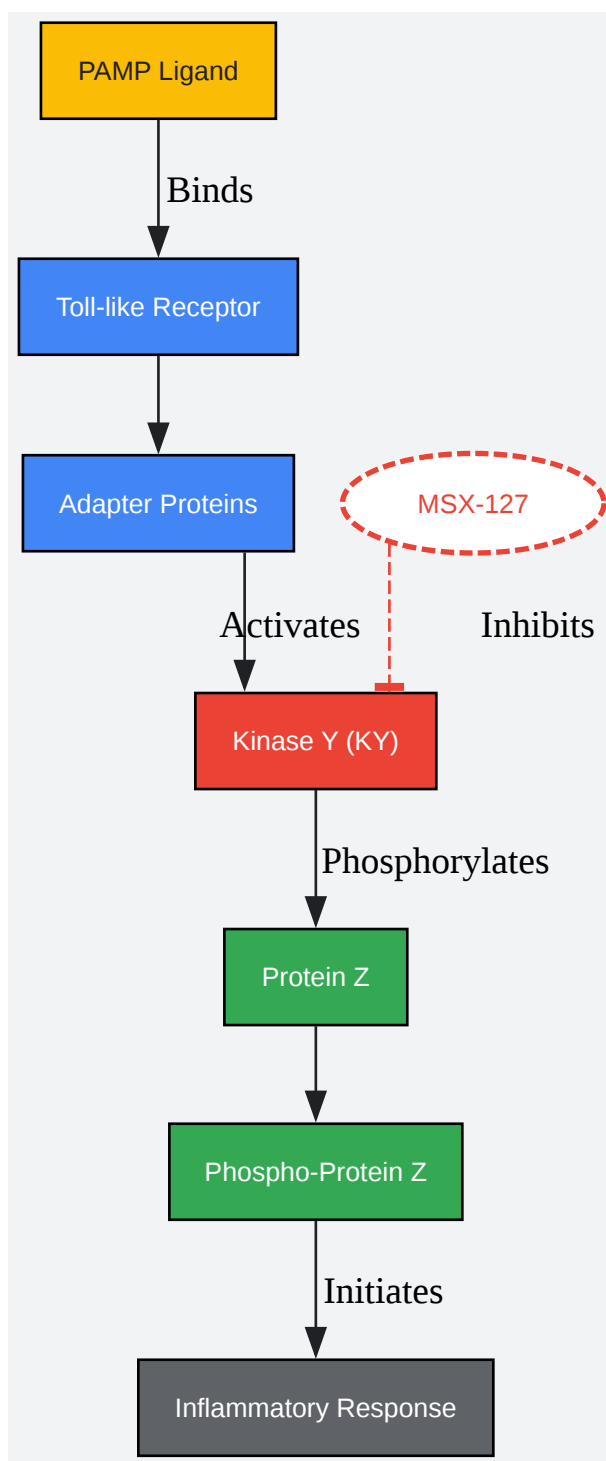 PAMP Ligand
Binds
Toll-like Receptor
Adapter Proteins
MSX-127
Activates
Inhibits
Kinase Y (KY)
Phosphorylates
Protein Z
Phospho-Protein Z
Initiates
Inflammatory Response